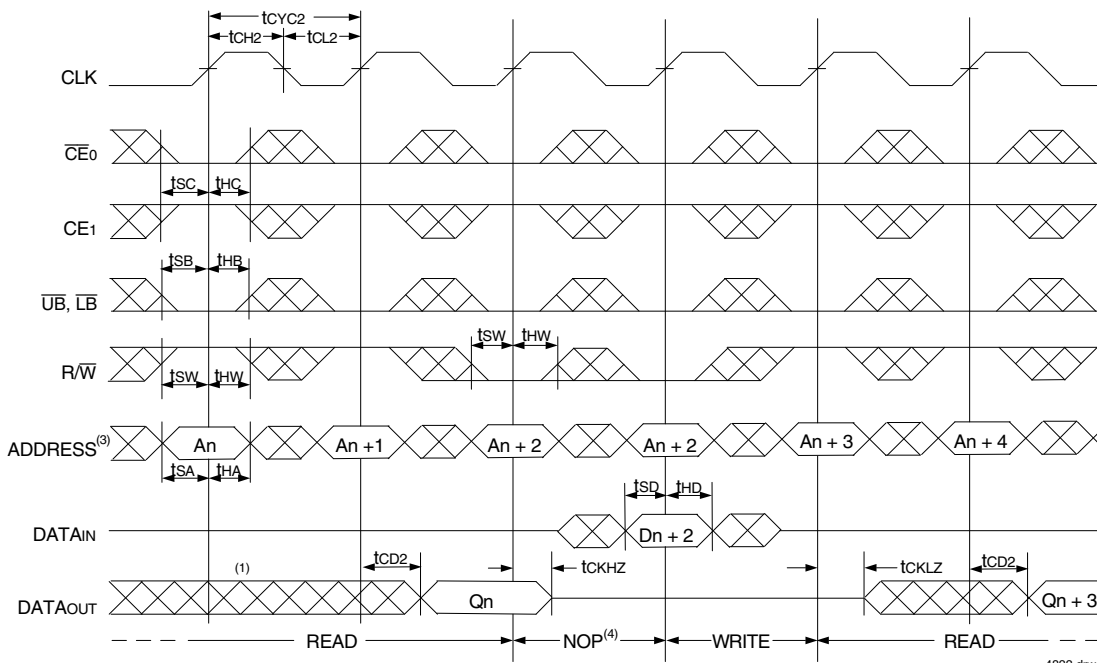 tCYC2
tCH2 tCL2
CLK
CE0
tSC tHC
CE1
tSB tHB
UB, LB
tSW tHW
R/W
tSW tHW
ADDRESS(3) An An +1 An + 2 An + 2 An + 3 An + 4
tSA tHA
tSD tHD
DATAIN Dn + 2
tCD2 tCKHZ tCKLZ tCD2
(1)
DATAOUT Qn Qn + 3
READ NOP(4) WRITE READ